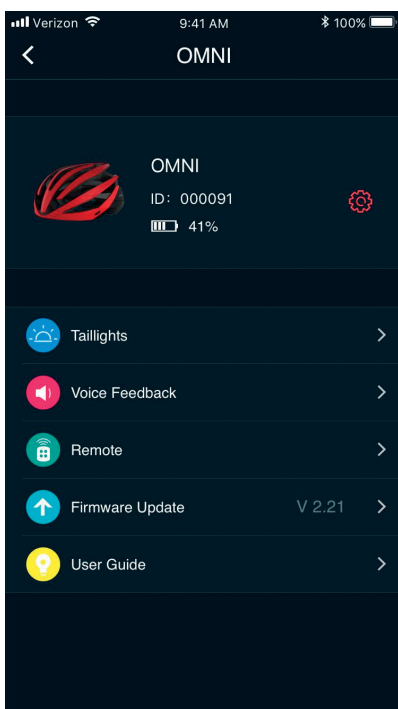 Verizon 9:41 AM 100%
OMNI
OMNI
ID: 000091
41%
Taillights
Voice Feedback
Remote
Firmware Update V 2.21
User Guide